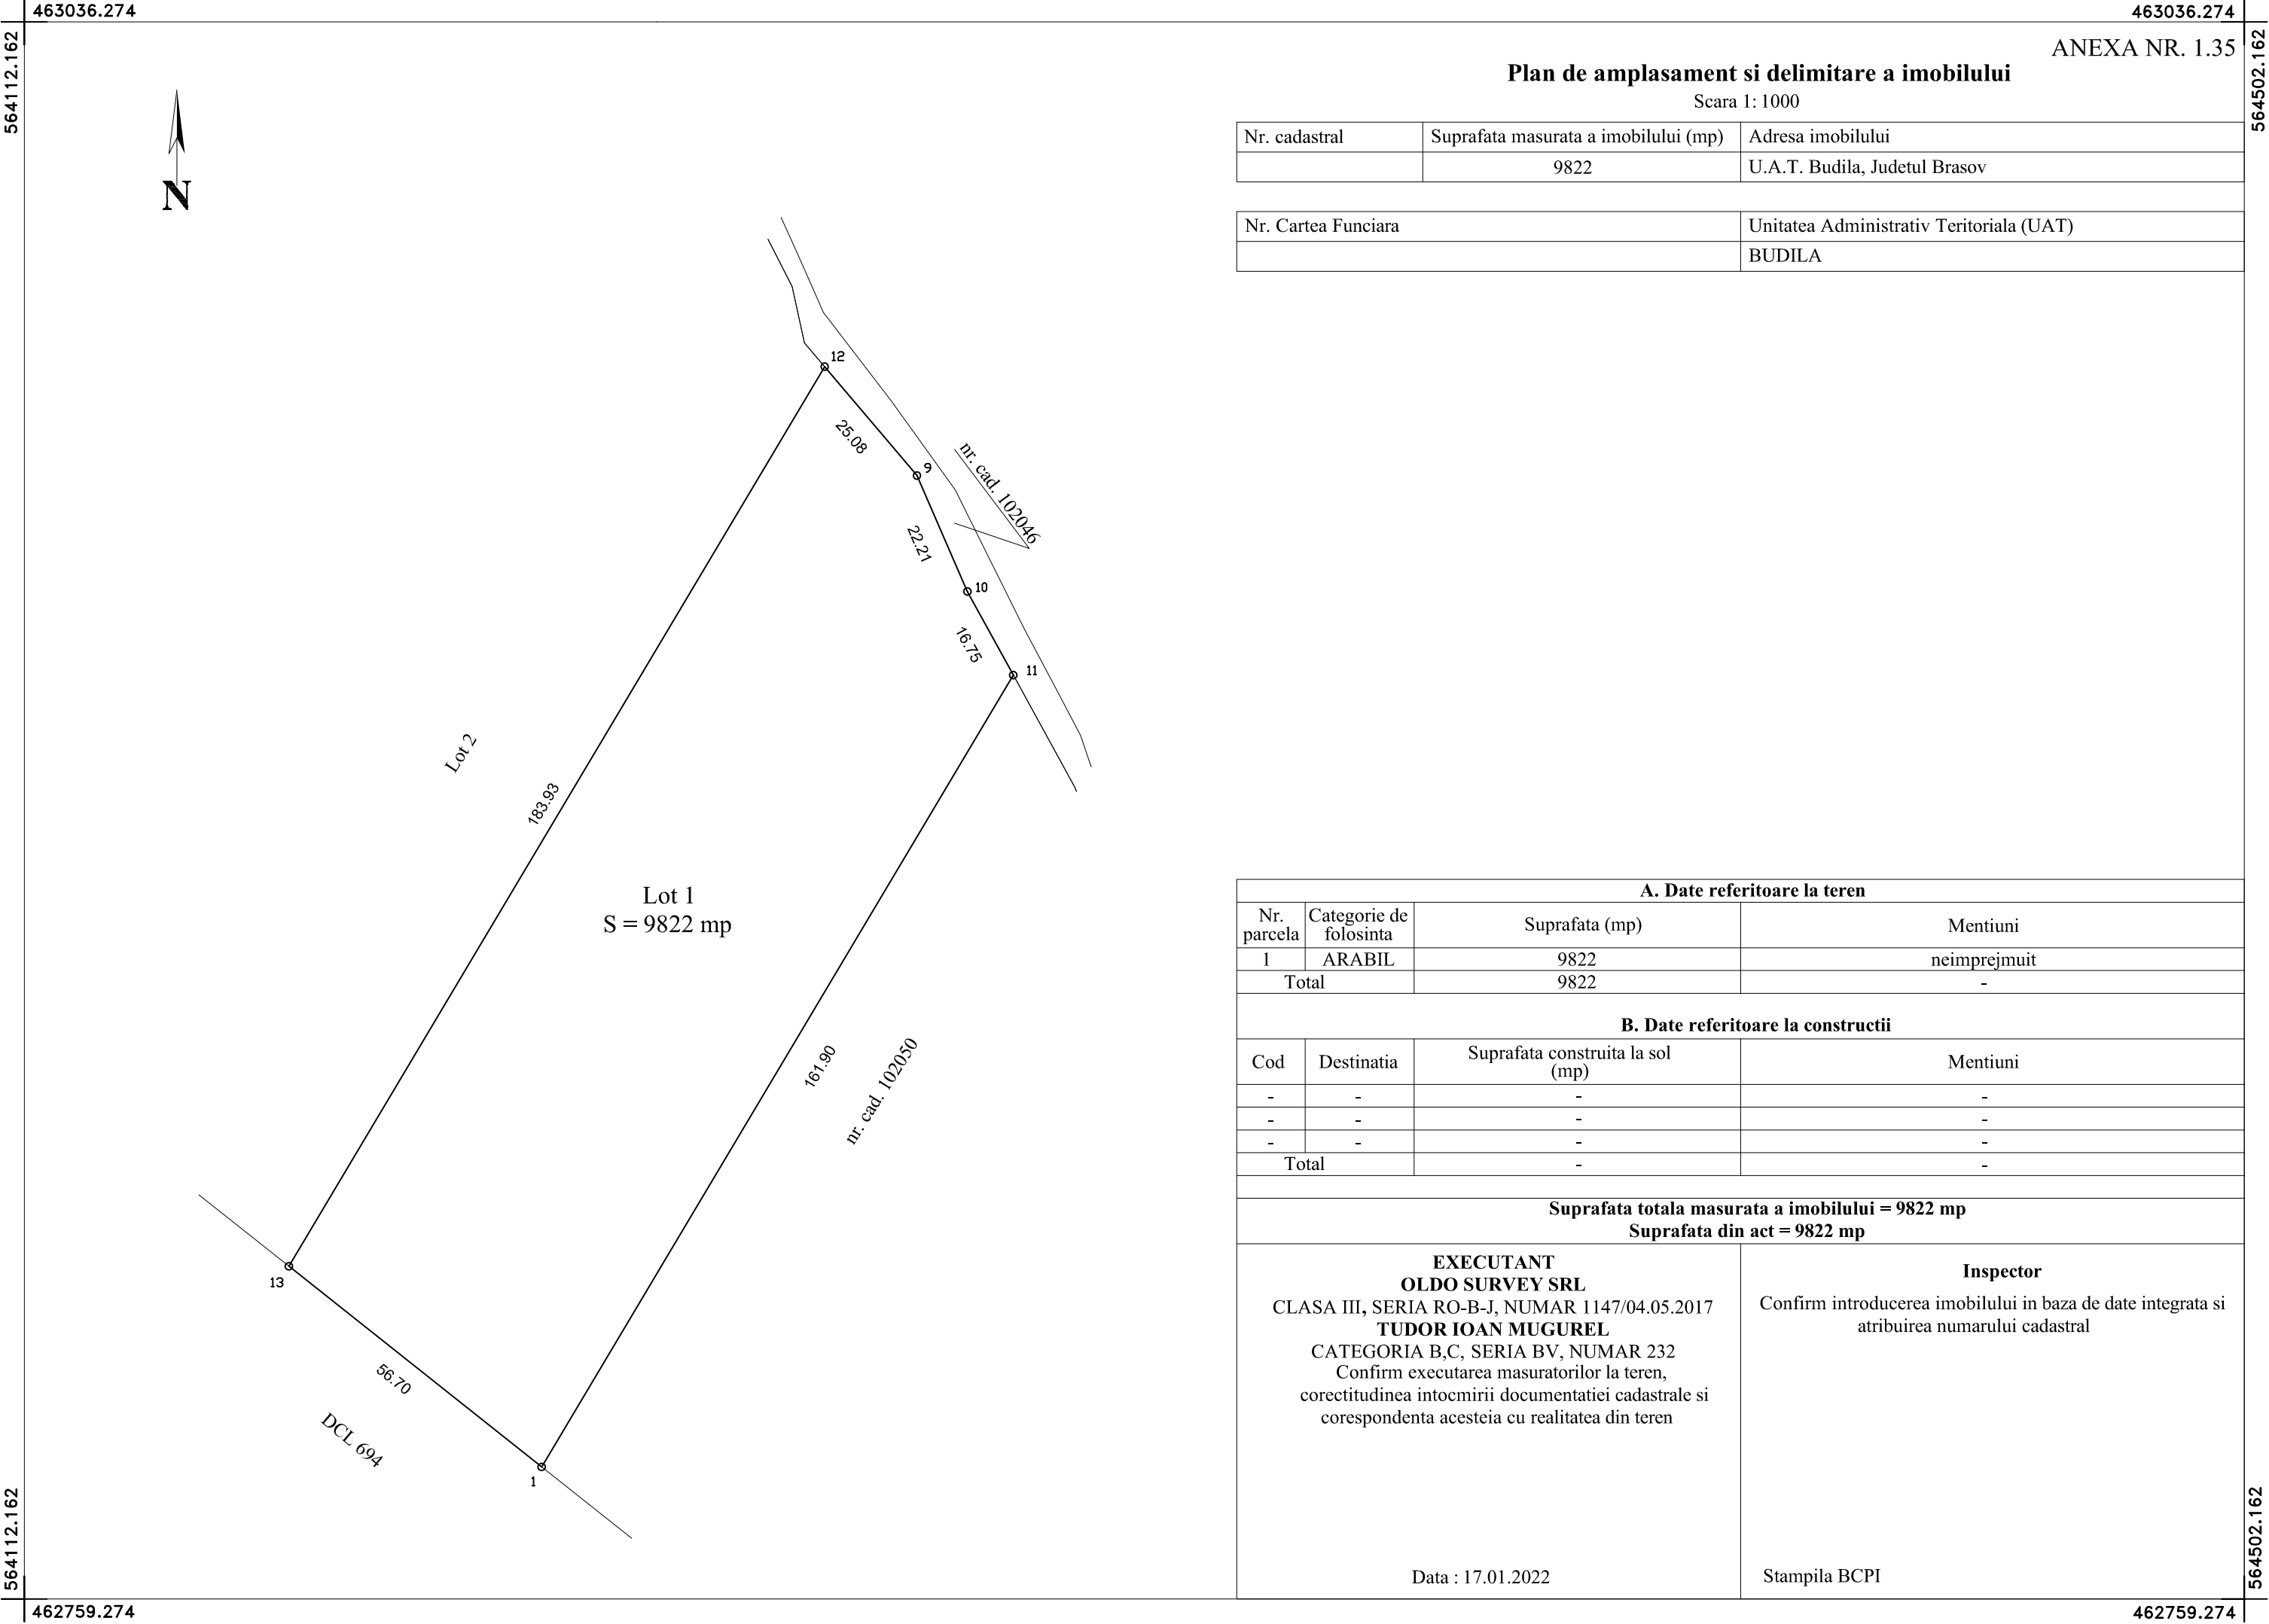 463036.274
463036.274
564112.162
564502.162
ANEXA NR. 1.35
Plan de amplasament si delimitare a imobilului
Scara 1: 1000
Nr. cadastral
Suprafata masurata a imobilului (mp)
Adresa imobilului
9822
U.A.T. Budila, Judetul Brasov
Nr. Cartea Funciara
Unitatea Administrativ Teritoriala (UAT)
BUDILA
N
12
25.08
9
nr. cad. 102046
22.21
10
16.75
11
Lot 2
183.93
Lot 1
S = 9822 mp
161.90
nr. cad. 102050
13
56.70
DCL 694
1
A. Date referitoare la teren
Nr.
parcela
Categorie de
folosinta
Suprafata (mp)
Mentiuni
1
ARABIL
9822
neimprejmuit
Total
9822
-
B. Date referitoare la constructii
Cod
Destinatia
Suprafata construita la sol
(mp)
Mentiuni
- - - -
- - - -
- - - -
Total - -
Suprafata totala masurata a imobilului = 9822 mp
Suprafata din act = 9822 mp
EXECUTANT
OLDO SURVEY SRL
CLASA III, SERIA RO-B-J, NUMAR 1147/04.05.2017
TUDOR IOAN MUGUREL
CATEGORIA B,C, SERIA BV, NUMAR 232
Confirm executarea masuratorilor la teren,
corectitudinea intocmirii documentatiei cadastrale si
corespondenta acesteia cu realitatea din teren
Data : 17.01.2022
Inspector
Confirm introducerea imobilului in baza de date integrata si
atribuirea numarului cadastral
Stampila BCPI
564112.162
564502.162
462759.274
462759.274